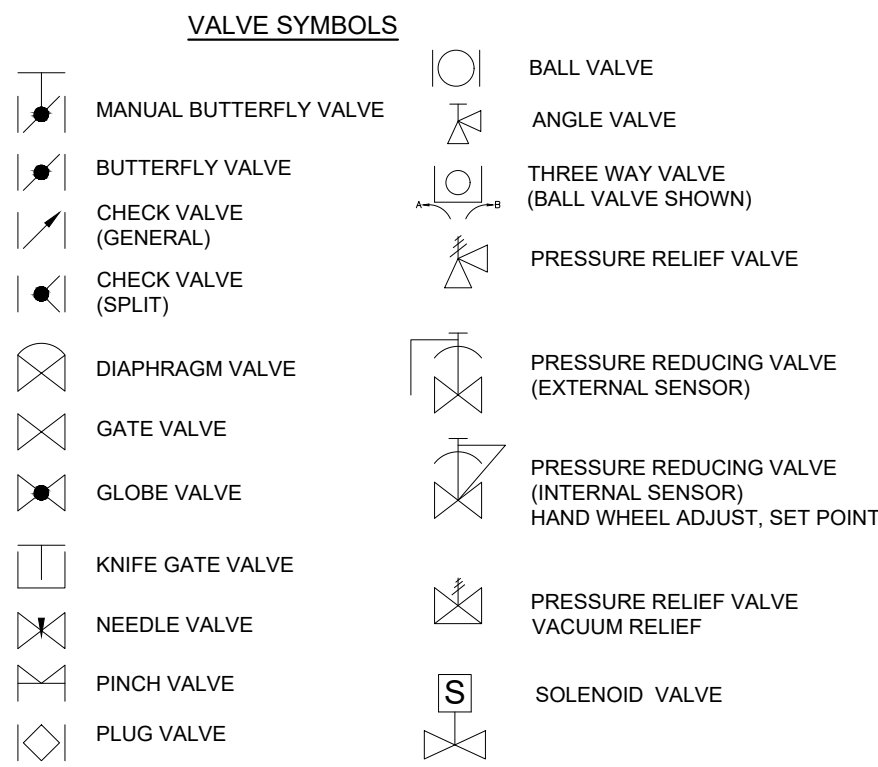 VALVE SYMBOLS
MANUAL BUTTERFLY VALVE
BUTTERFLY VALVE
CHECK VALVE
(GENERAL)
CHECK VALVE
(SPLIT)
DIAPHRAGM VALVE
GATE VALVE
GLOBE VALVE
KNIFE GATE VALVE
NEEDLE VALVE
PINCH VALVE
PLUG VALVE
BALL VALVE
ANGLE VALVE
THREE WAY VALVE
(BALL VALVE SHOWN)
A B
PRESSURE RELIEF VALVE
PRESSURE REDUCING VALVE
(EXTERNAL SENSOR)
PRESSURE REDUCING VALVE
(INTERNAL SENSOR)
HAND WHEEL ADJUST, SET POINT
PRESSURE RELIEF VALVE
VACUUM RELIEF
S
SOLENOID VALVE